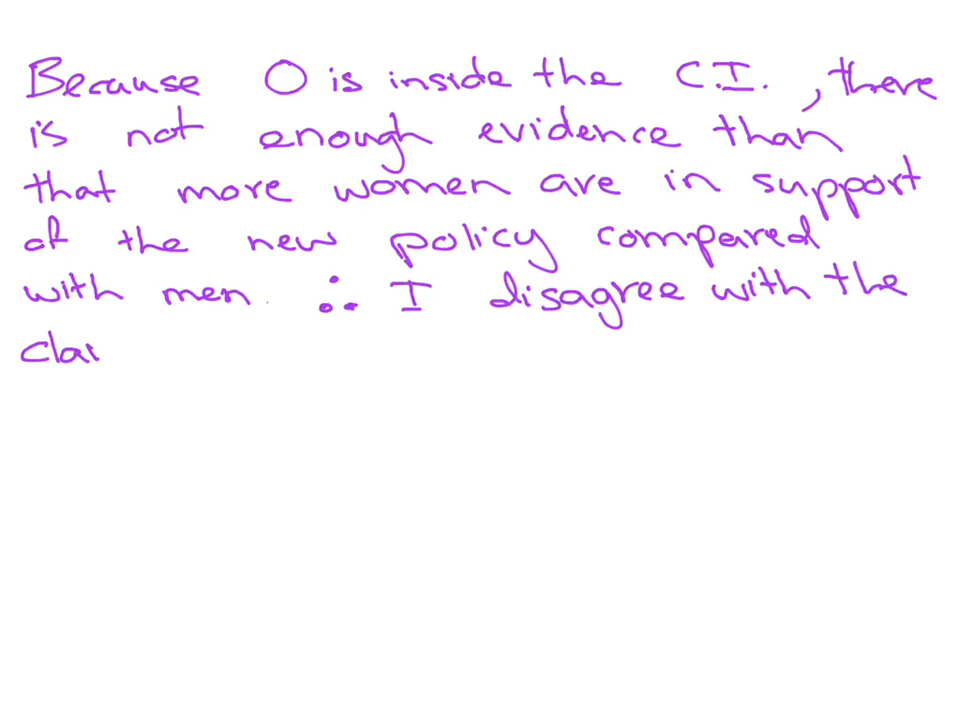 Because 0 is inside the C.I., there
is not enough evidence than
that more women are in support
of the new policy compared
with men ∴ I disagree with the
clai